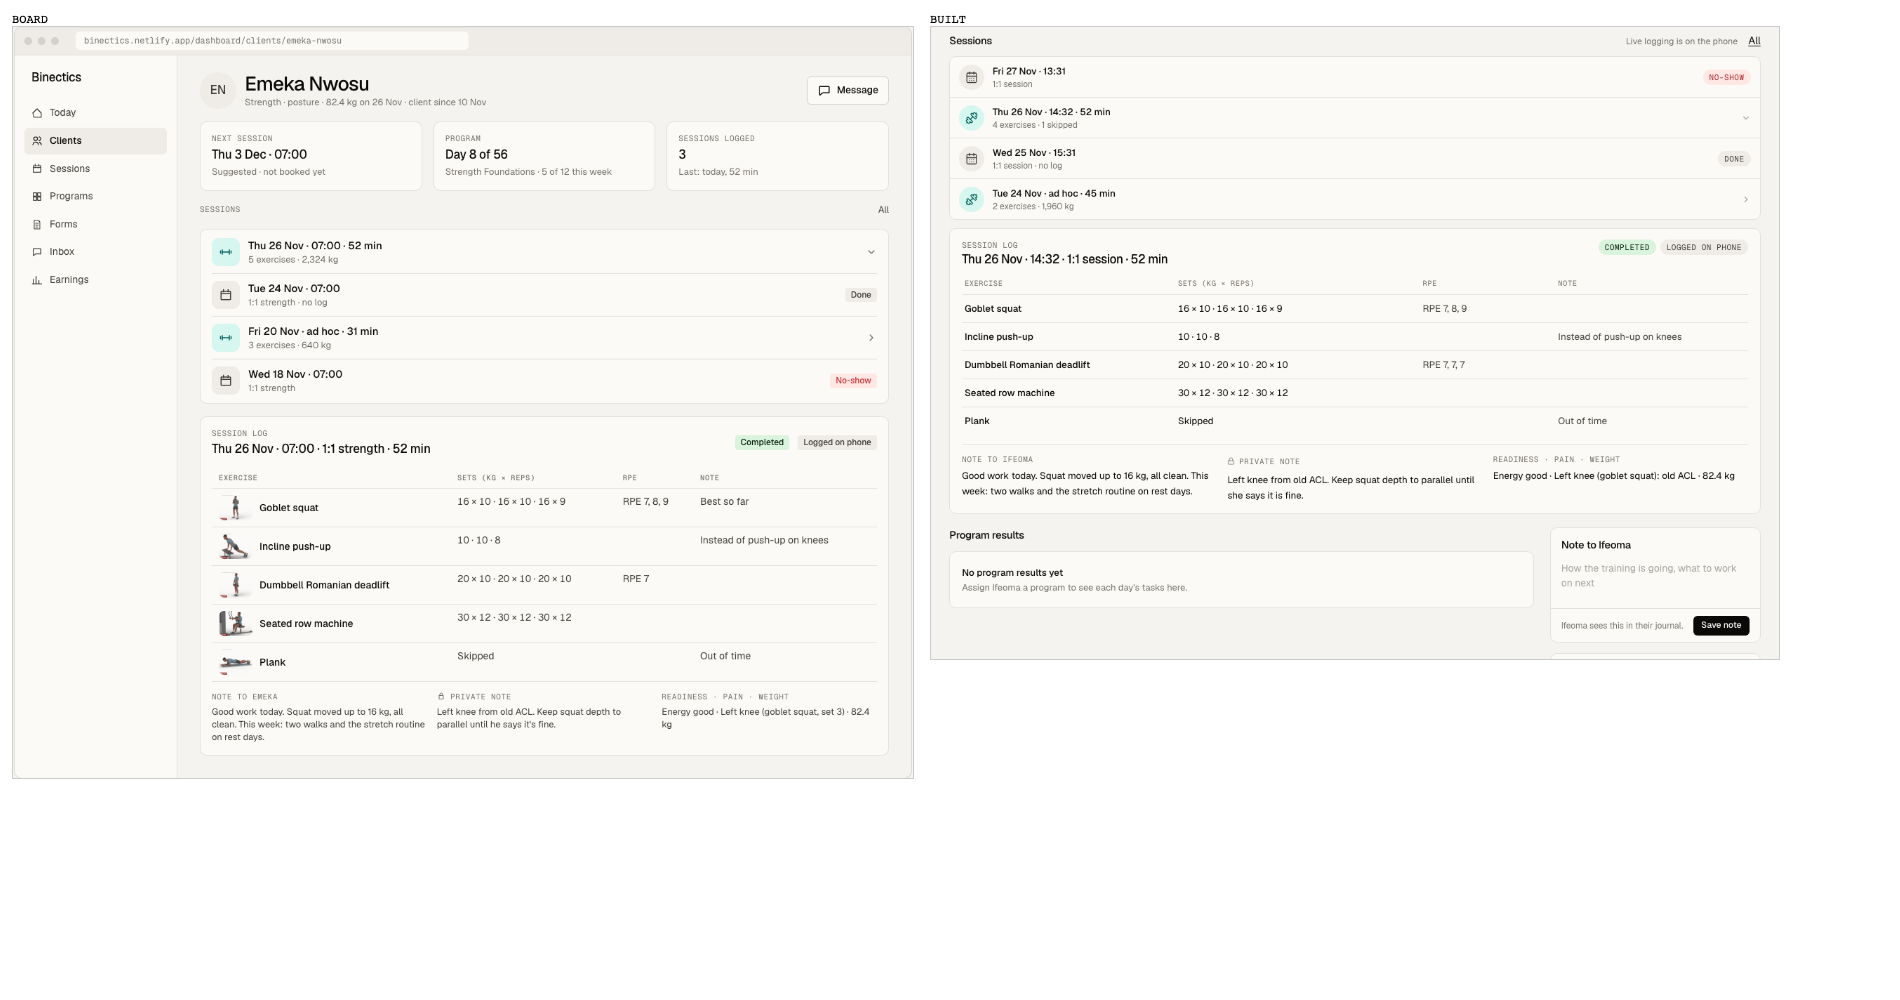 BOARD
binectics.netlify.app/dashboard/clients/emeka-nwosu
Binectics
Today
Clients
Sessions
Programs
Forms
Inbox
Earnings
EN
Emeka Nwosu
Strength · posture · 82.4 kg on 26 Nov · client since 10 Nov
Message
NEXT SESSION
Thu 3 Dec · 07:00
Suggested · not booked yet
PROGRAM
Day 8 of 56
Strength Foundations · 5 of 12 this week
SESSIONS LOGGED
3
Last: today, 52 min
SESSIONS
All
Thu 26 Nov · 07:00 · 52 min
5 exercises · 2,324 kg
Tue 24 Nov · 07:00
1:1 strength · no log
Done
Fri 20 Nov · ad hoc · 31 min
3 exercises · 640 kg
Wed 18 Nov · 07:00
1:1 strength
No-show
SESSION LOG
Thu 26 Nov · 07:00 · 1:1 strength · 52 min
Completed
Logged on phone
EXERCISE SETS (KG × REPS) RPE NOTE
Goblet squat 16 × 10 · 16 × 10 · 16 × 9 RPE 7, 8, 9 Best so far
Incline push-up 10 · 10 · 8 Instead of push-up on knees
Dumbbell Romanian deadlift 20 × 10 · 20 × 10 · 20 × 10 RPE 7
Seated row machine 30 × 12 · 30 × 12 · 30 × 12
Plank Skipped Out of time
NOTE TO EMEKA
Good work today. Squat moved up to 16 kg, all
clean. This week: two walks and the stretch routine
on rest days.
PRIVATE NOTE
Left knee from old ACL. Keep squat depth to
parallel until he says it's fine.
READINESS · PAIN · WEIGHT
Energy good · Left knee (goblet squat, set 3) · 82.4
kg
BUILT
Sessions
Live logging is on the phone
All
Fri 27 Nov · 13:31
1:1 session
NO-SHOW
Thu 26 Nov · 14:32 · 52 min
4 exercises · 1 skipped
Wed 25 Nov · 15:31
1:1 session · no log
DONE
Tue 24 Nov · ad hoc · 45 min
2 exercises · 1,960 kg
SESSION LOG
Thu 26 Nov · 14:32 · 1:1 session · 52 min
COMPLETED
LOGGED ON PHONE
EXERCISE SETS (KG × REPS) RPE NOTE
Goblet squat 16 × 10 · 16 × 10 · 16 × 9 RPE 7, 8, 9
Incline push-up 10 · 10 · 8 Instead of push-up on knees
Dumbbell Romanian deadlift 20 × 10 · 20 × 10 · 20 × 10 RPE 7, 7, 7
Seated row machine 30 × 12 · 30 × 12 · 30 × 12
Plank Skipped Out of time
NOTE TO IFEOMA
Good work today. Squat moved up to 16 kg, all clean. This
week: two walks and the stretch routine on rest days.
PRIVATE NOTE
Left knee from old ACL. Keep squat depth to parallel until
she says it is fine.
READINESS · PAIN · WEIGHT
Energy good · Left knee (goblet squat): old ACL · 82.4 kg
Program results
No program results yet
Assign Ifeoma a program to see each day's tasks here.
Note to Ifeoma
How the training is going, what to work
on next
Ifeoma sees this in their journal.
Save note